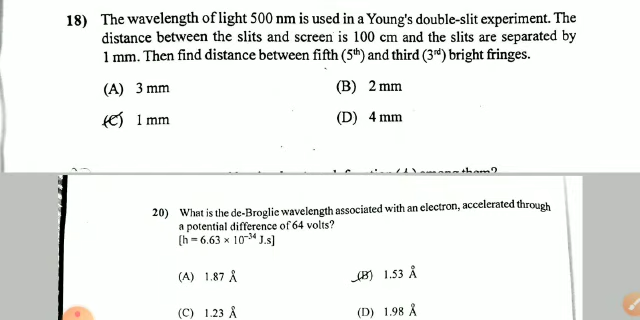 18) The wavelength of light 500 nm is used in a Young's double-slit experiment. The
distance between the slits and screen is 100 cm and the slits are separated by
1 mm. Then find distance between fifth (5th) and third (3rd) bright fringes.
(A) 3 mm (B) 2 mm
(C) 1 mm (D) 4 mm
among them?
20) What is the de-Broglie wavelength associated with an electron, accelerated through
a potential difference of 64 volts?
[h = 6.63 × 10⁻³⁴ J.s]
(A) 1.87 Å (B) 1.53 Å
(C) 1.23 Å (D) 1.98 Å